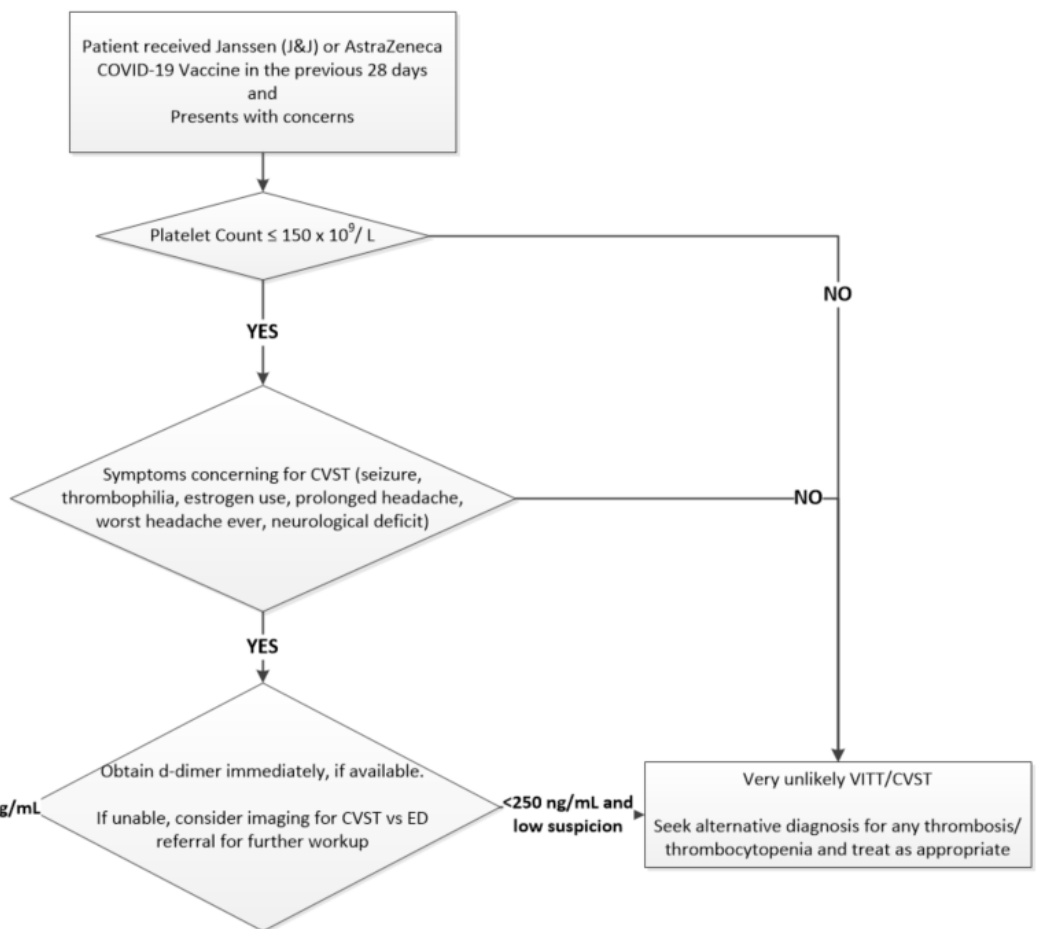 Patient received Janssen (J&J) or AstraZeneca
COVID-19 Vaccine in the previous 28 days
and
Presents with concerns
Platelet Count ≤ 150 x 10⁹/ L
NO
YES
Symptoms concerning for CVST (seizure,
thrombophilia, estrogen use, prolonged headache,
worst headache ever, neurological deficit)
NO
YES
Obtain d-dimer immediately, if available.
If unable, consider imaging for CVST vs ED
referral for further workup
g/mL
<250 ng/mL and
low suspicion
Very unlikely VITT/CVST
Seek alternative diagnosis for any thrombosis/
thrombocytopenia and treat as appropriate